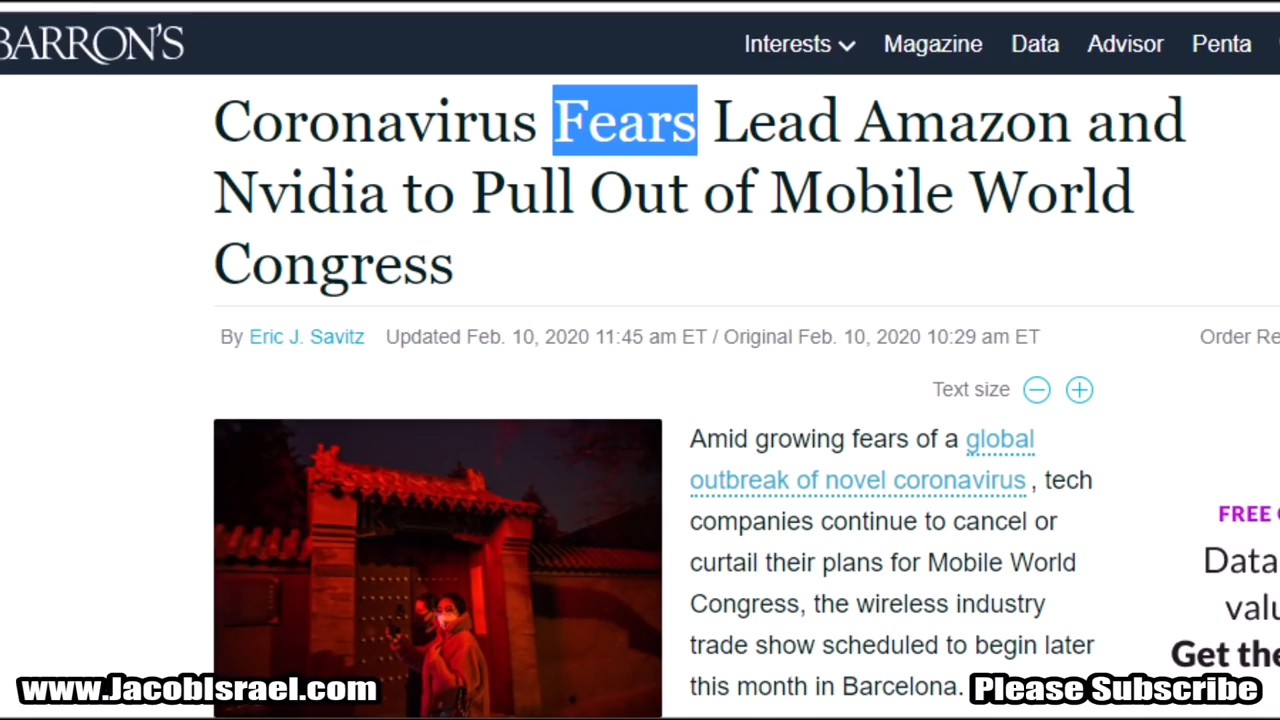 BARRON'S
Interests Magazine Data Advisor Penta
Coronavirus Fears Lead Amazon and
Nvidia to Pull Out of Mobile World
Congress
By Eric J. Savitz Updated Feb. 10, 2020 11:45 am ET / Original Feb. 10, 2020 10:29 am ET
Order Re
Text size
Amid growing fears of a global
outbreak of novel coronavirus , tech
companies continue to cancel or
curtail their plans for Mobile World
Congress, the wireless industry
trade show scheduled to begin later
this month in Barcelona.
FREE
Data
valu
Get the
www.JacobIsrael.com
Please Subscribe